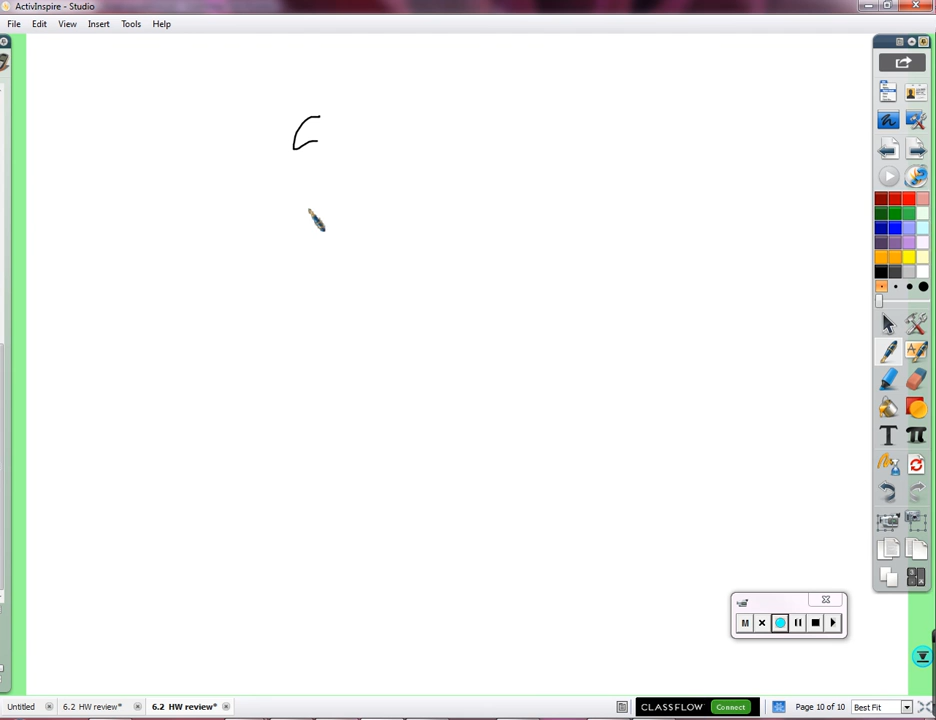 ActivInspire - Studio
File Edit View Insert Tools Help
M
T π
Untitled 6.2 HW review* 6.2 HW review* CLASSFLOW Connect Page 10 of 10 Best Fit